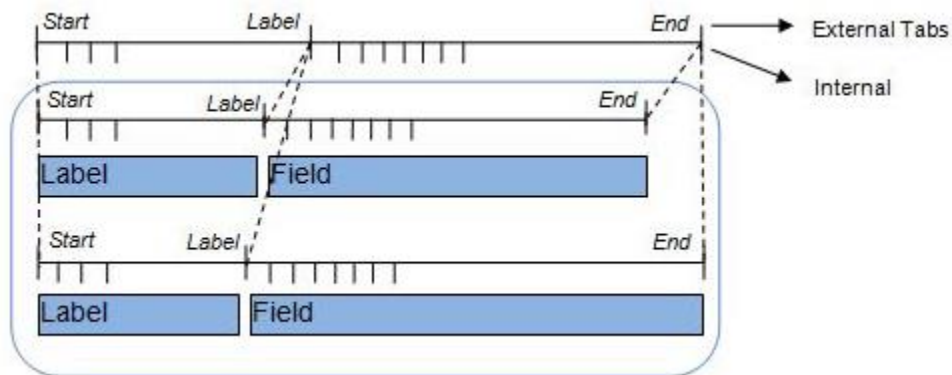 Start Label End External Tabs
Internal
Start Label End
Label Field
Start Label End
Label Field